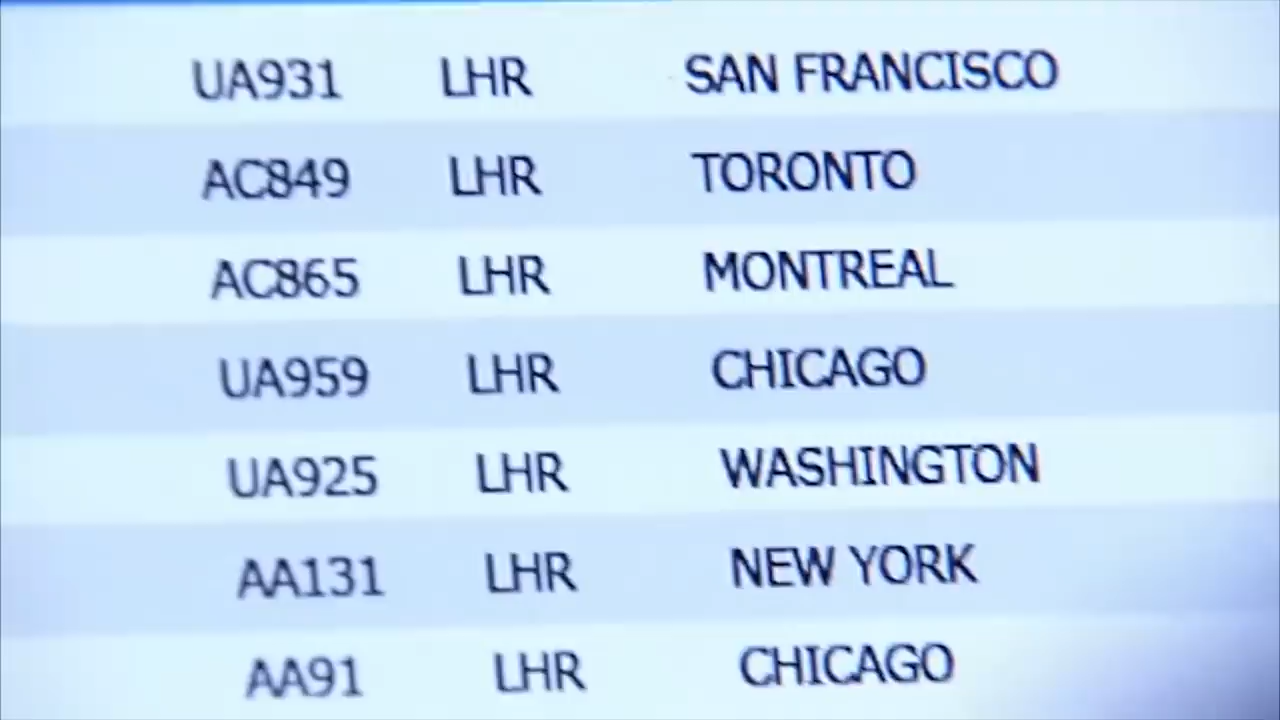 UA931 LHR SAN FRANCISCO
AC849 LHR TORONTO
AC865 LHR MONTREAL
UA959 LHR CHICAGO
UA925 LHR WASHINGTON
AA131 LHR NEW YORK
AA91 LHR CHICAGO